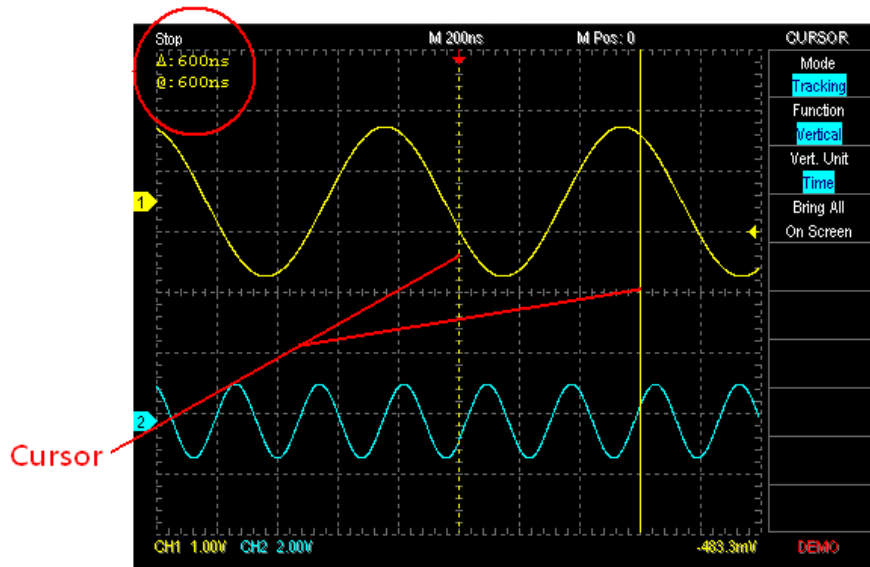 Stop M 200ns M Pos: 0 CURSOR
Δ:600ns
@:600ns
Mode
Tracking
Function
Vertical
Vert. Unit
Time
Bring All
On Screen
1
2
Cursor
CH1 1.00V CH2 2.00V -483.3mV DEMO